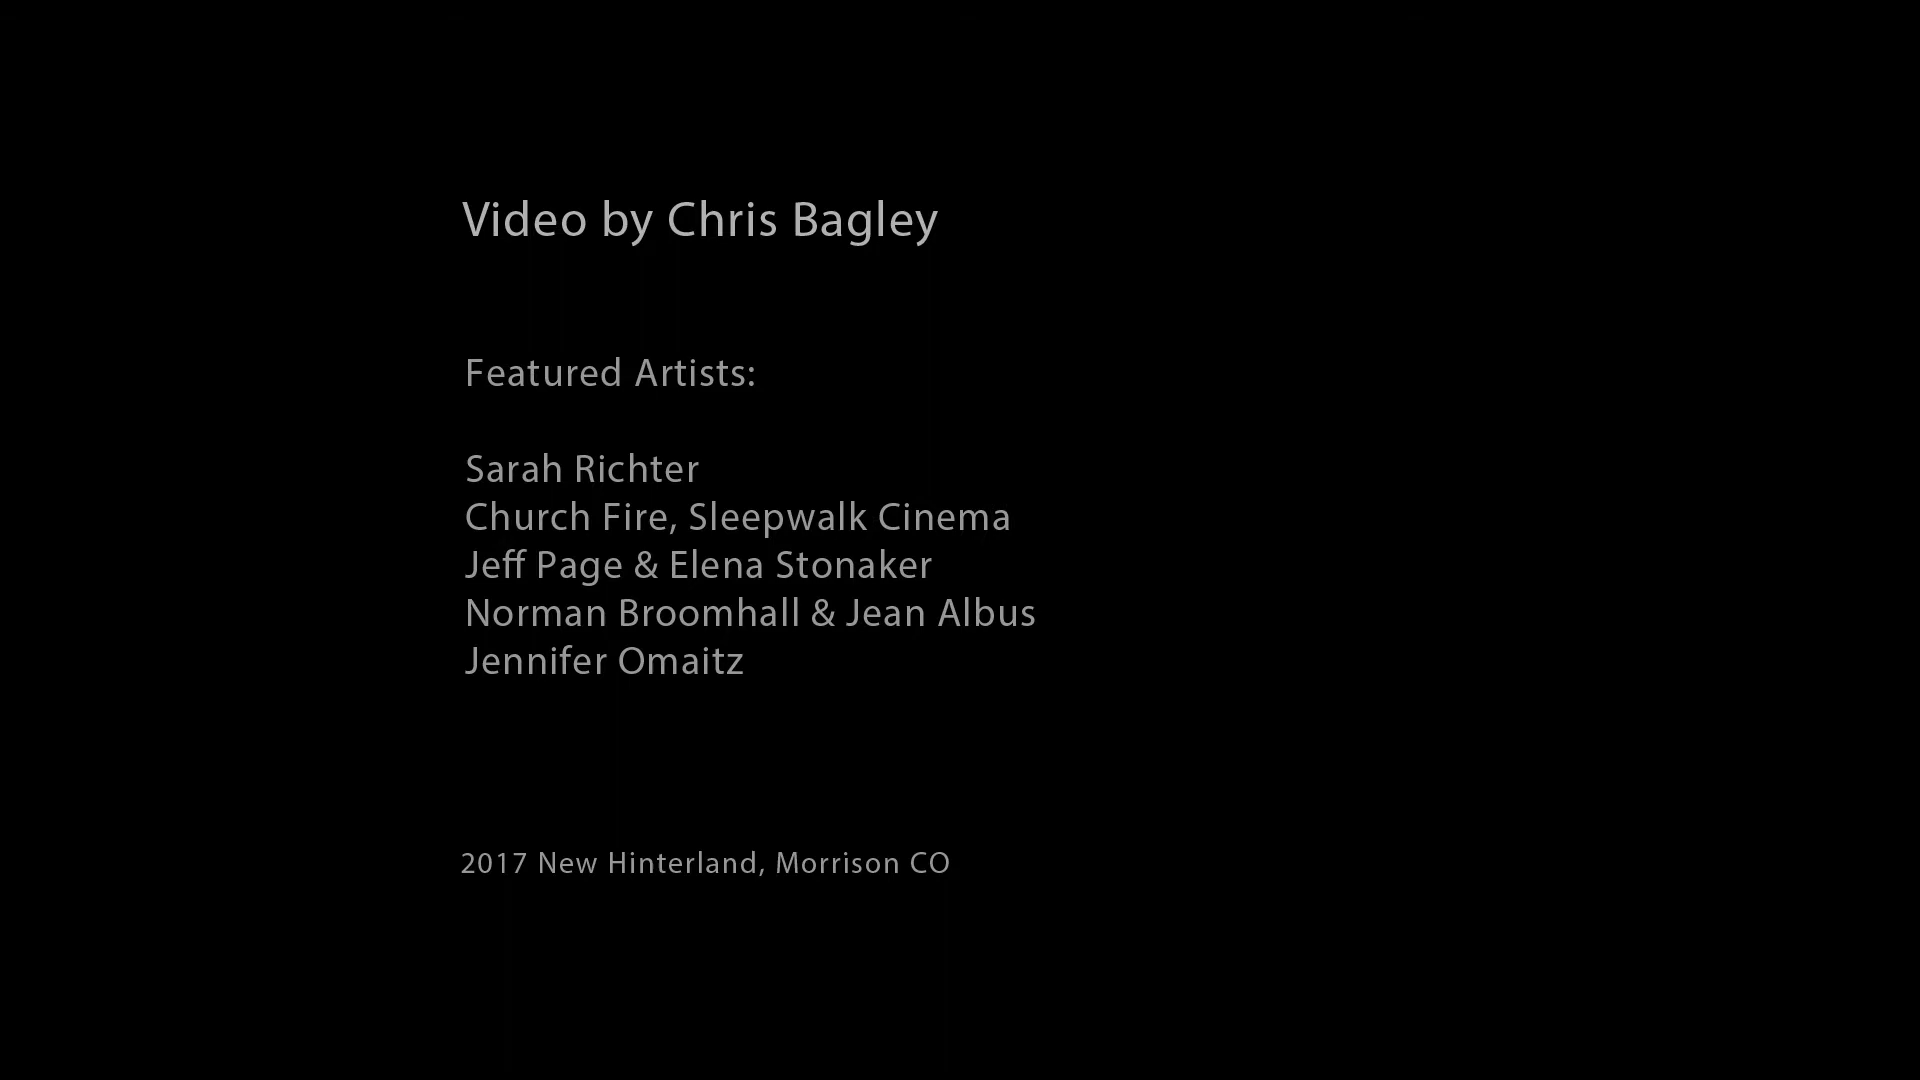 Video by Chris Bagley
Featured Artists:
Sarah Richter
Church Fire, Sleepwalk Cinema
Jeff Page & Elena Stonaker
Norman Broomhall & Jean Albus
Jennifer Omaitz
2017 New Hinterland, Morrison CO